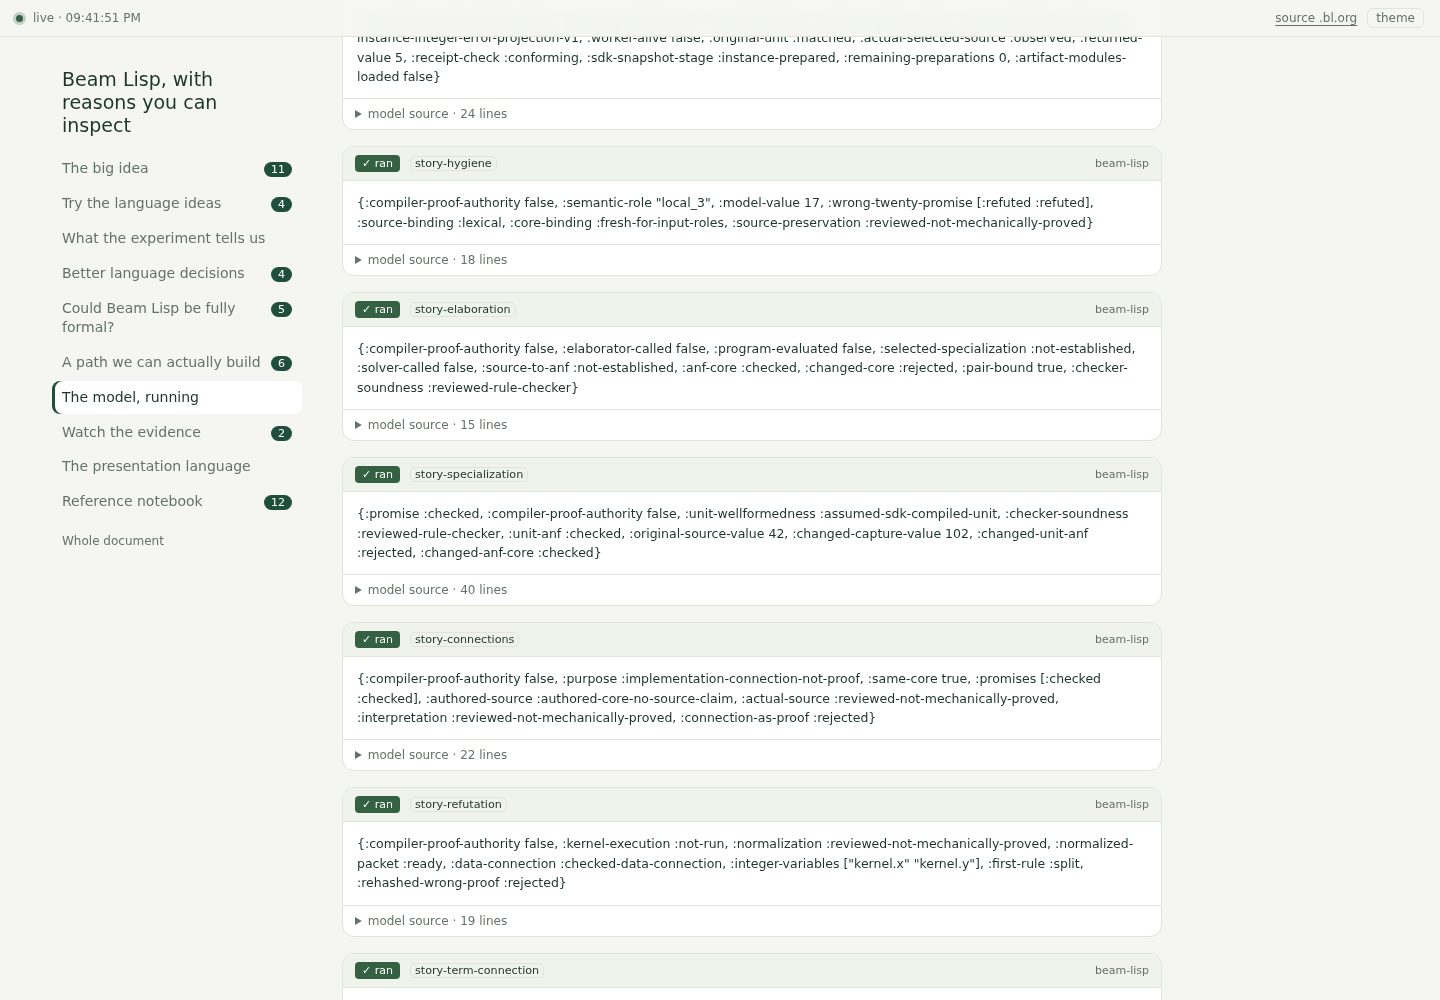 live · 09:41:51 PM
source .bl.org
theme
Beam Lisp, with
reasons you can
inspect
The big idea 11
Try the language ideas 4
What the experiment tells us
Better language decisions 4
Could Beam Lisp be fully 5
formal?
A path we can actually build 6
The model, running
Watch the evidence 2
The presentation language
Reference notebook 12
Whole document
instance-integer-error-projection-v1, :worker-alive false, :original-unit :matched, :actual-selected-source :observed, :returned-
value 5, :receipt-check :conforming, :sdk-snapshot-stage :instance-prepared, :remaining-preparations 0, :artifact-modules-
loaded false}
▶ model source · 24 lines
✓ ran story-hygiene beam-lisp
{:compiler-proof-authority false, :semantic-role "local_3", :model-value 17, :wrong-twenty-promise [:refuted :refuted],
:source-binding :lexical, :core-binding :fresh-for-input-roles, :source-preservation :reviewed-not-mechanically-proved}
▶ model source · 18 lines
✓ ran story-elaboration beam-lisp
{:compiler-proof-authority false, :elaborator-called false, :program-evaluated false, :selected-specialization :not-established,
:solver-called false, :source-to-anf :not-established, :anf-core :checked, :changed-core :rejected, :pair-bound true, :checker-
soundness :reviewed-rule-checker}
▶ model source · 15 lines
✓ ran story-specialization beam-lisp
{:promise :checked, :compiler-proof-authority false, :unit-wellformedness :assumed-sdk-compiled-unit, :checker-soundness
:reviewed-rule-checker, :unit-anf :checked, :original-source-value 42, :changed-capture-value 102, :changed-unit-anf
:rejected, :changed-anf-core :checked}
▶ model source · 40 lines
✓ ran story-connections beam-lisp
{:compiler-proof-authority false, :purpose :implementation-connection-not-proof, :same-core true, :promises [:checked
:checked], :authored-source :authored-core-no-source-claim, :actual-source :reviewed-not-mechanically-proved,
:interpretation :reviewed-not-mechanically-proved, :connection-as-proof :rejected}
▶ model source · 22 lines
✓ ran story-refutation beam-lisp
{:compiler-proof-authority false, :kernel-execution :not-run, :normalization :reviewed-not-mechanically-proved, :normalized-
packet :ready, :data-connection :checked-data-connection, :integer-variables ["kernel.x" "kernel.y"], :first-rule :split,
:rehashed-wrong-proof :rejected}
▶ model source · 19 lines
✓ ran story-term-connection beam-lisp